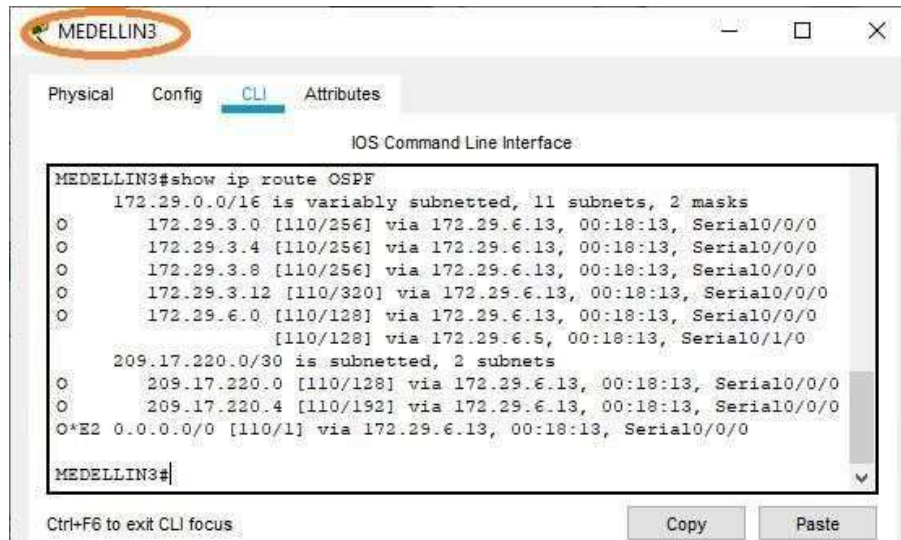 MEDELLIN3
Physical Config CLI Attributes
IOS Command Line Interface
MEDELLIN3#show ip route OSPF
172.29.0.0/16 is variably subnetted, 11 subnets, 2 masks
O 172.29.3.0 [110/256] via 172.29.6.13, 00:18:13, Serial0/0/0
O 172.29.3.4 [110/256] via 172.29.6.13, 00:18:13, Serial0/0/0
O 172.29.3.8 [110/256] via 172.29.6.13, 00:18:13, Serial0/0/0
O 172.29.3.12 [110/320] via 172.29.6.13, 00:18:13, Serial0/0/0
O 172.29.6.0 [110/128] via 172.29.6.13, 00:18:13, Serial0/0/0
[110/128] via 172.29.6.5, 00:18:13, Serial0/1/0
209.17.220.0/30 is subnetted, 2 subnets
O 209.17.220.0 [110/128] via 172.29.6.13, 00:18:13, Serial0/0/0
O 209.17.220.4 [110/192] via 172.29.6.13, 00:18:13, Serial0/0/0
O*E2 0.0.0.0/0 [110/1] via 172.29.6.13, 00:18:13, Serial0/0/0
MEDELLIN3#
Ctrl+F6 to exit CLI focus Copy Paste